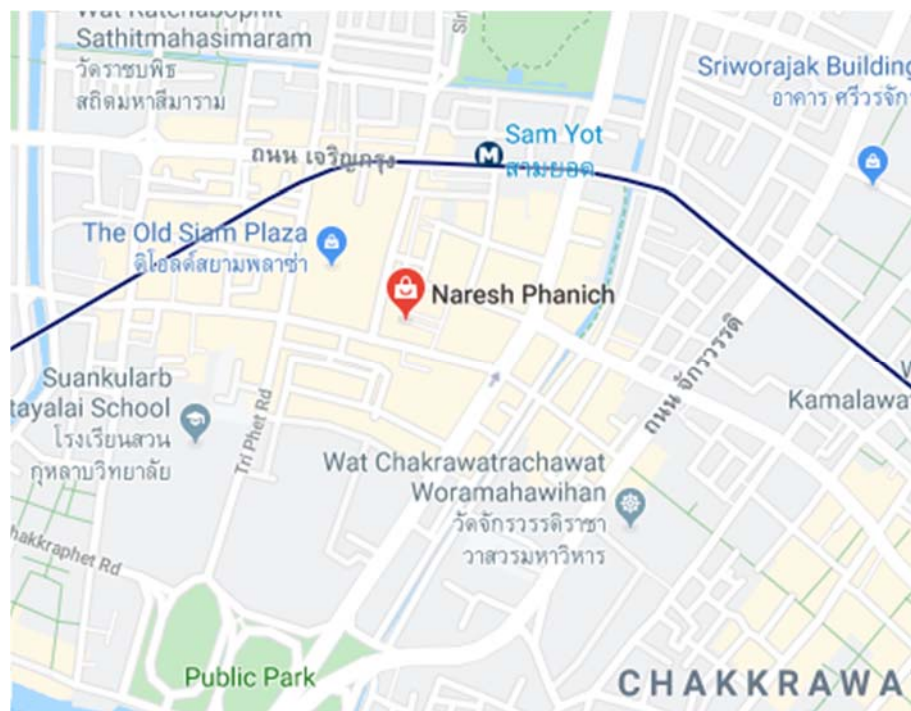 Wat Ratchabophit
Sathitmahasimaram
วัดราชบพิธ
สถิตมหาสีมาราม
Sriworajak Building
อาคาร ศรีวรจักร
Sam Yot
สามยอด
ถนน เจริญกรุง
The Old Siam Plaza
ดิโอลด์สยามพลาซ่า
Naresh Phanich
ถนน จักรวรรดิ
Suankularb
tayalai School
โรงเรียนสวน
กุหลาบวิทยาลัย
Tri Phet Rd
Kamalawat
Wat Chakrawatrachawat
Woramahawihan
วัดจักรวรรดิราชา
วาสวรมหาวิหาร
hakkraphet Rd
Public Park
CHAKKRAWA